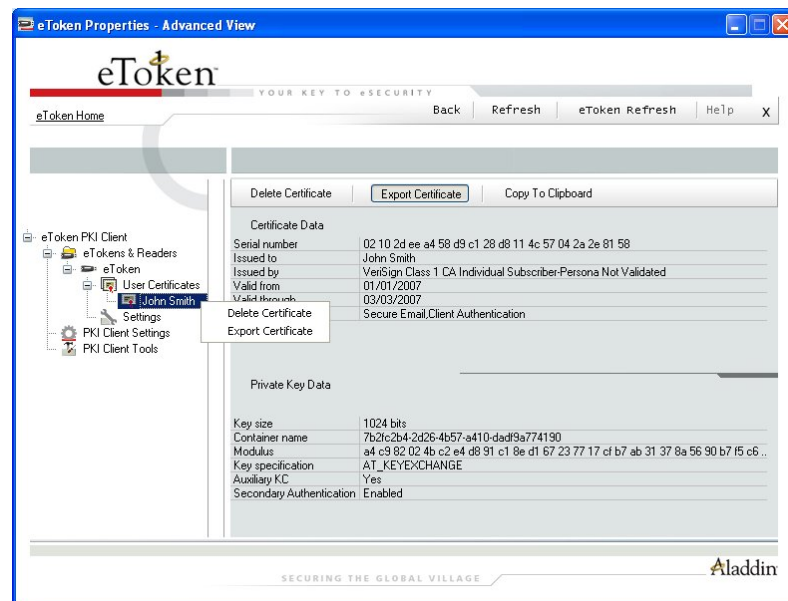 eToken Properties - Advanced View
eToken
YOUR KEY TO eSECURITY
eToken Home
Back Refresh eToken Refresh Help X
Delete Certificate Export Certificate Copy To Clipboard
eToken PKI Client
eTokens & Readers
eToken
User Certificates
John Smith
Settings
PKI Client Settings
PKI Client Tools
Delete Certificate
Export Certificate
Certificate Data
Serial number 02 10 2d ee a4 58 d9 c1 28 d8 11 4c 57 04 2a 2e 81 58
Issued to John Smith
Issued by VeriSign Class 1 CA Individual Subscriber-Persona Not Validated
Valid from 01/01/2007
Valid through 03/03/2007
Secure Email,Client Authentication
Private Key Data
Key size 1024 bits
Container name 7b2fc2b4-2d26-4b57-a410-dadf9a774190
Modulus a4 c9 82 02 4b c2 e4 d8 91 c1 8e d1 67 23 77 17 cf b7 ab 31 37 8a 56 90 b7 f5 c6 ..
Key specification AT_KEYEXCHANGE
Auxiliary KC Yes
Secondary Authentication Enabled
SECURING THE GLOBAL VILLAGE
Aladdin